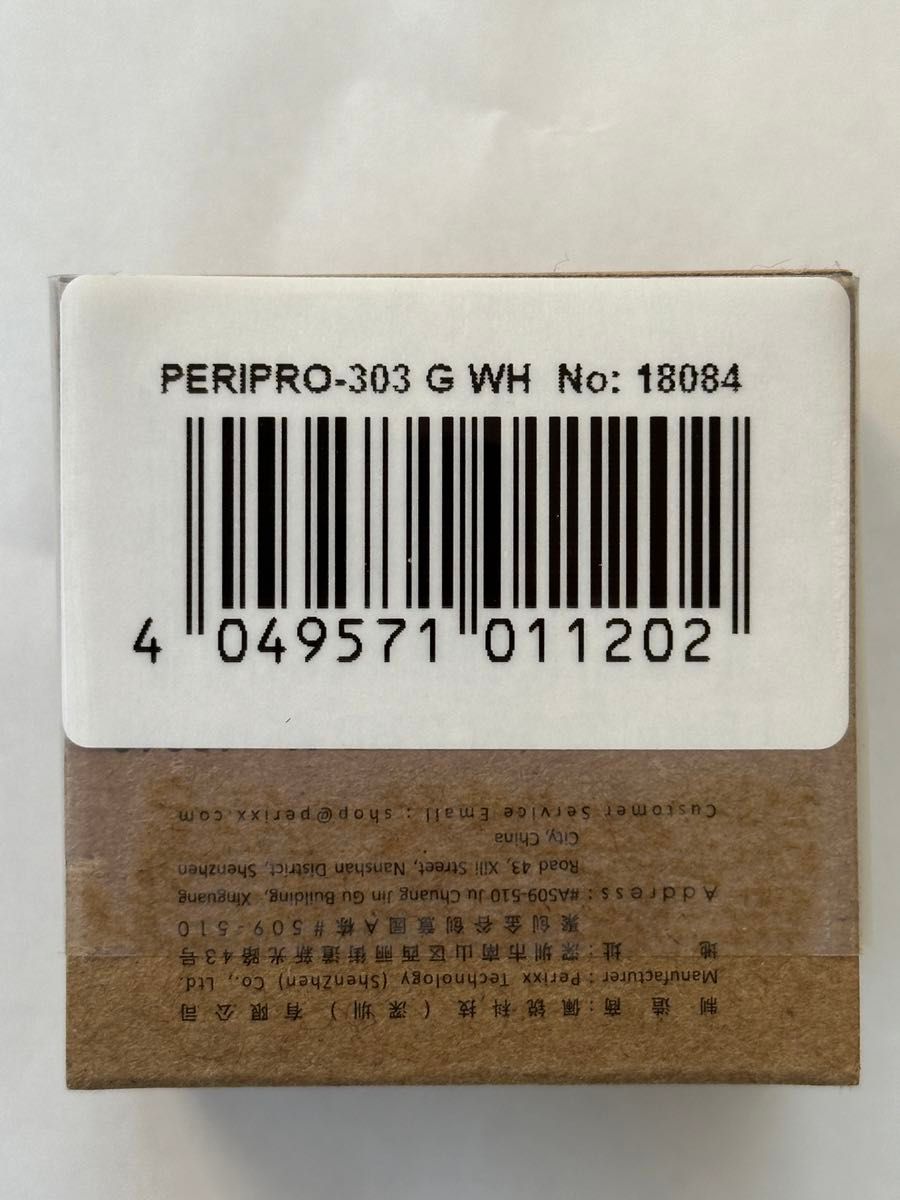 PERIPRO-303 G WH No: 18084
4 049571 011202
制造商:佩锐科技(深圳)有限公司
Manufacturer: Perixx Technology (Shenzhen) Co., Ltd.
地址:深圳市南山区西丽街道新光路43号
聚创金谷创意园A栋#509-510
Address: #A509-510 Ju Chuang Jin Gu Building, Xinguang
Road 43, Xili Street, Nanshan District, Shenzhen
City, China
Customer Service Email : shop@perixx.com